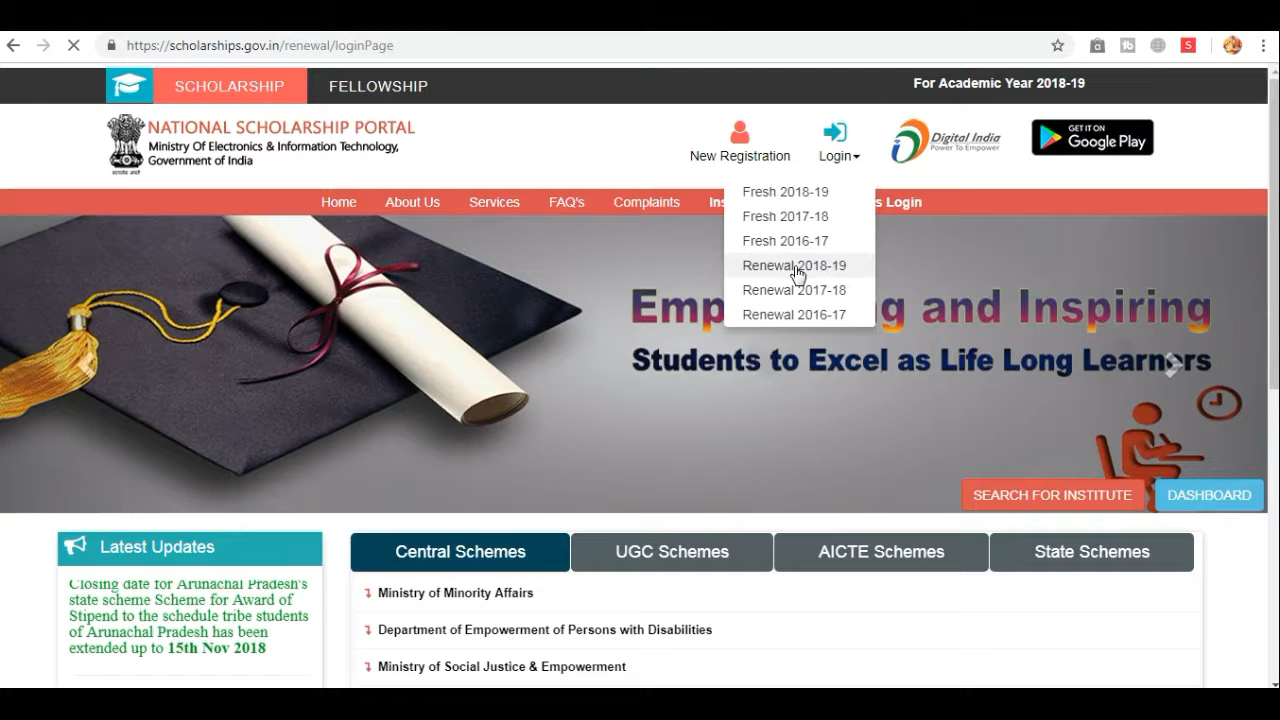 https://scholarships.gov.in/renewal/loginPage
SCHOLARSHIP
FELLOWSHIP
For Academic Year 2018-19
NATIONAL SCHOLARSHIP PORTAL
Ministry Of Electronics & Information Technology,
Government of India
New Registration
Login
Digital India
Power To Empower
GET IT ON
Google Play
Home
About Us
Services
FAQ's
Complaints
Login
Fresh 2018-19
Fresh 2017-18
Fresh 2016-17
Renewal 2018-19
Renewal 2017-18
Renewal 2016-17
and Inspiring
Students to Excel as Life Long Learners
SEARCH FOR INSTITUTE
DASHBOARD
Latest Updates
Closing date for Arunachal Pradesh's
state scheme Scheme for Award of
Stipend to the schedule tribe students
of Arunachal Pradesh has been
extended up to 15th Nov 2018
Central Schemes
UGC Schemes
AICTE Schemes
State Schemes
Ministry of Minority Affairs
Department of Empowerment of Persons with Disabilities
Ministry of Social Justice & Empowerment